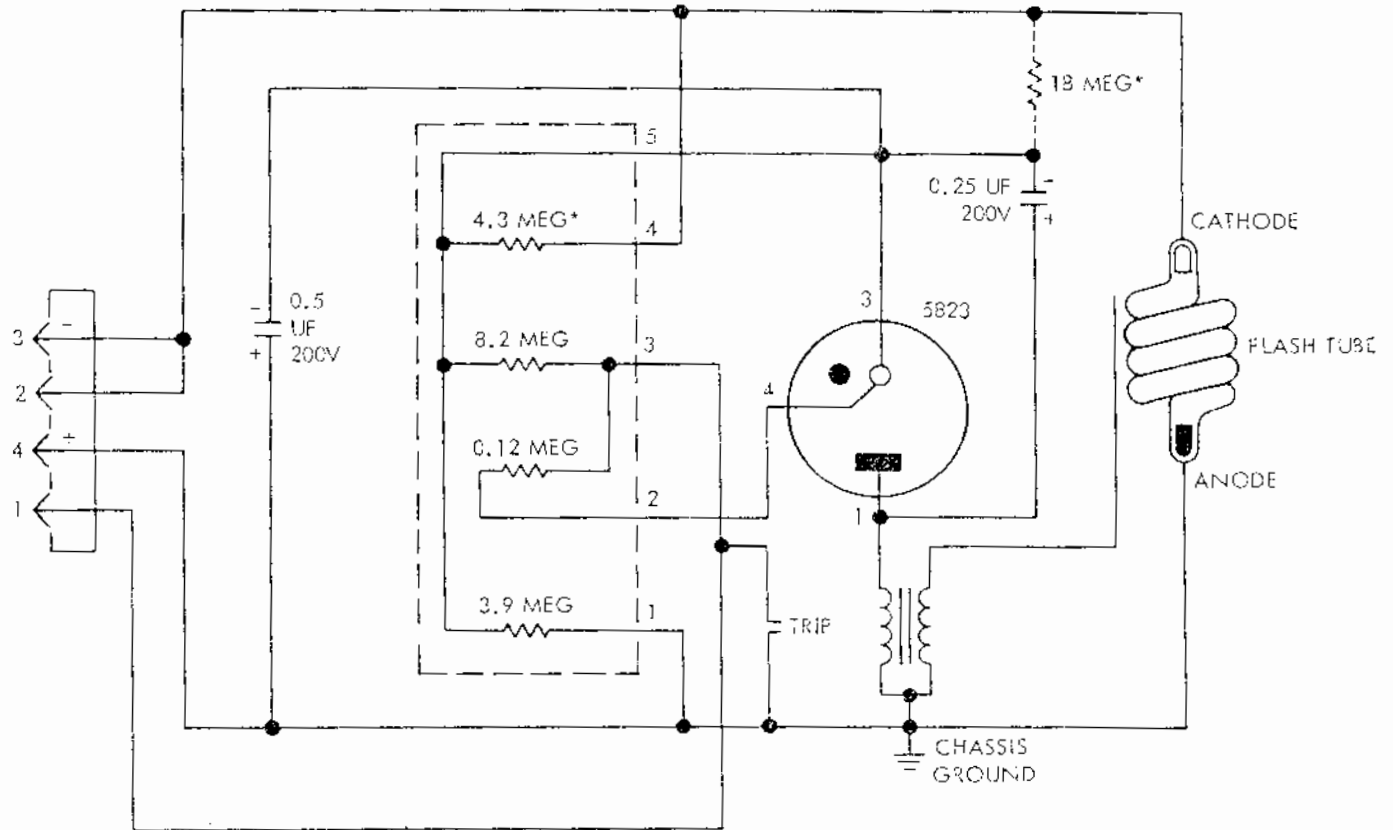 18 MEG*
5
0.25 UF
200V
-
+
4.3 MEG*
4
CATHODE
3
5823
-
0.5
UF
+
200V
3
-
8.2 MEG
3
FLASH TUBE
2
4
4
+
0.12 MEG
ANODE
1
2
1
3.9 MEG
1
TRIP
CHASSIS
GROUND